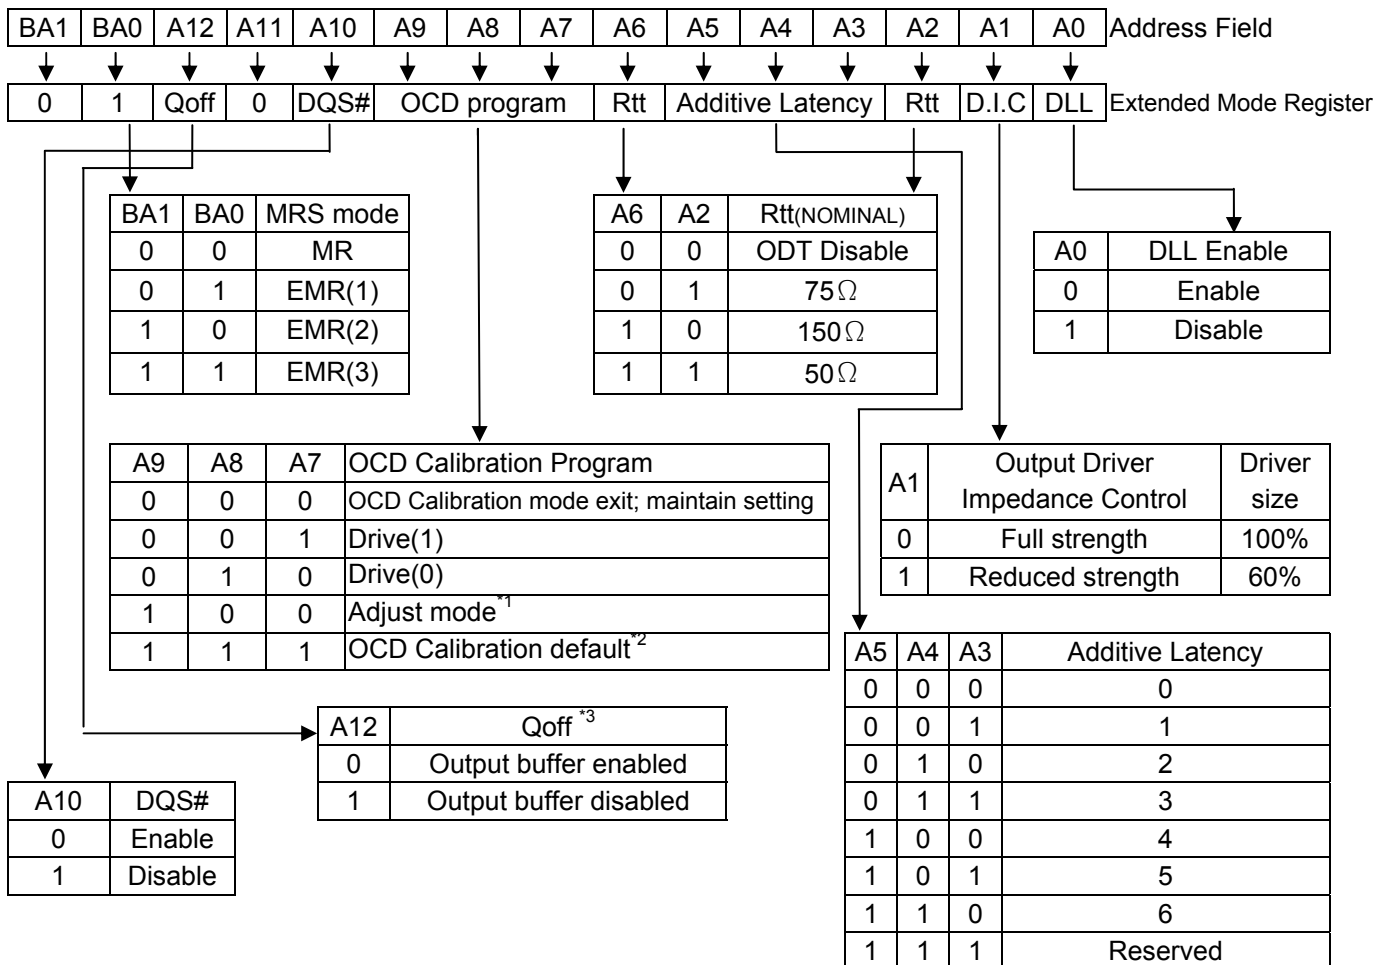 BA1 BA0 A12 A11 A10 A9 A8 A7 A6 A5 A4 A3 A2 A1 A0 Address Field
0 1 Qoff 0 DQS# OCD program Rtt Additive Latency Rtt D.I.C DLL Extended Mode Register
BA1 BA0 MRS mode
0 0 MR
0 1 EMR(1)
1 0 EMR(2)
1 1 EMR(3)
A6 A2 Rtt(NOMINAL)
0 0 ODT Disable
0 1 75Ω
1 0 150Ω
1 1 50Ω
A0 DLL Enable
0 Enable
1 Disable
A9 A8 A7 OCD Calibration Program
0 0 0 OCD Calibration mode exit; maintain setting
0 0 1 Drive(1)
0 1 0 Drive(0)
1 0 0 Adjust mode*1
1 1 1 OCD Calibration default*2
A1 Output Driver Impedance Control Driver size
0 Full strength 100%
1 Reduced strength 60%
A12 Qoff *3
0 Output buffer enabled
1 Output buffer disabled
A10 DQS#
0 Enable
1 Disable
A5 A4 A3 Additive Latency
0 0 0 0
0 0 1 1
0 1 0 2
0 1 1 3
1 0 0 4
1 0 1 5
1 1 0 6
1 1 1 Reserved